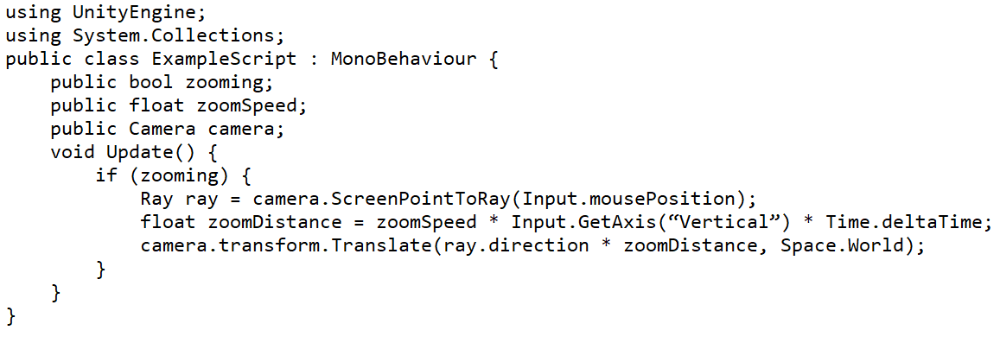 using UnityEngine;
using System.Collections;
public class ExampleScript : MonoBehaviour {
    public bool zooming;
    public float zoomSpeed;
    public Camera camera;
    void Update() {
        if (zooming) {
            Ray ray = camera.ScreenPointToRay(Input.mousePosition);
            float zoomDistance = zoomSpeed * Input.GetAxis(“Vertical”) * Time.deltaTime;
            camera.transform.Translate(ray.direction * zoomDistance, Space.World);
        }
    }
}